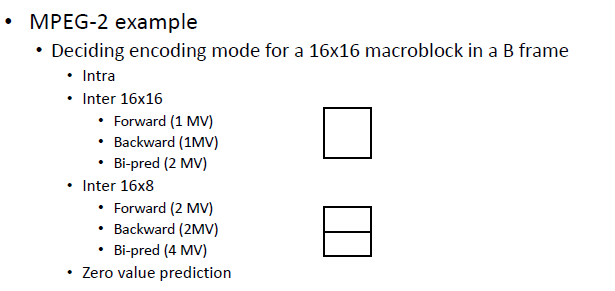 • MPEG-2 example
• Deciding encoding mode for a 16x16 macroblock in a B frame
• Intra
• Inter 16x16
• Forward (1 MV)
• Backward (1MV)
• Bi-pred (2 MV)
• Inter 16x8
• Forward (2 MV)
• Backward (2MV)
• Bi-pred (4 MV)
• Zero value prediction